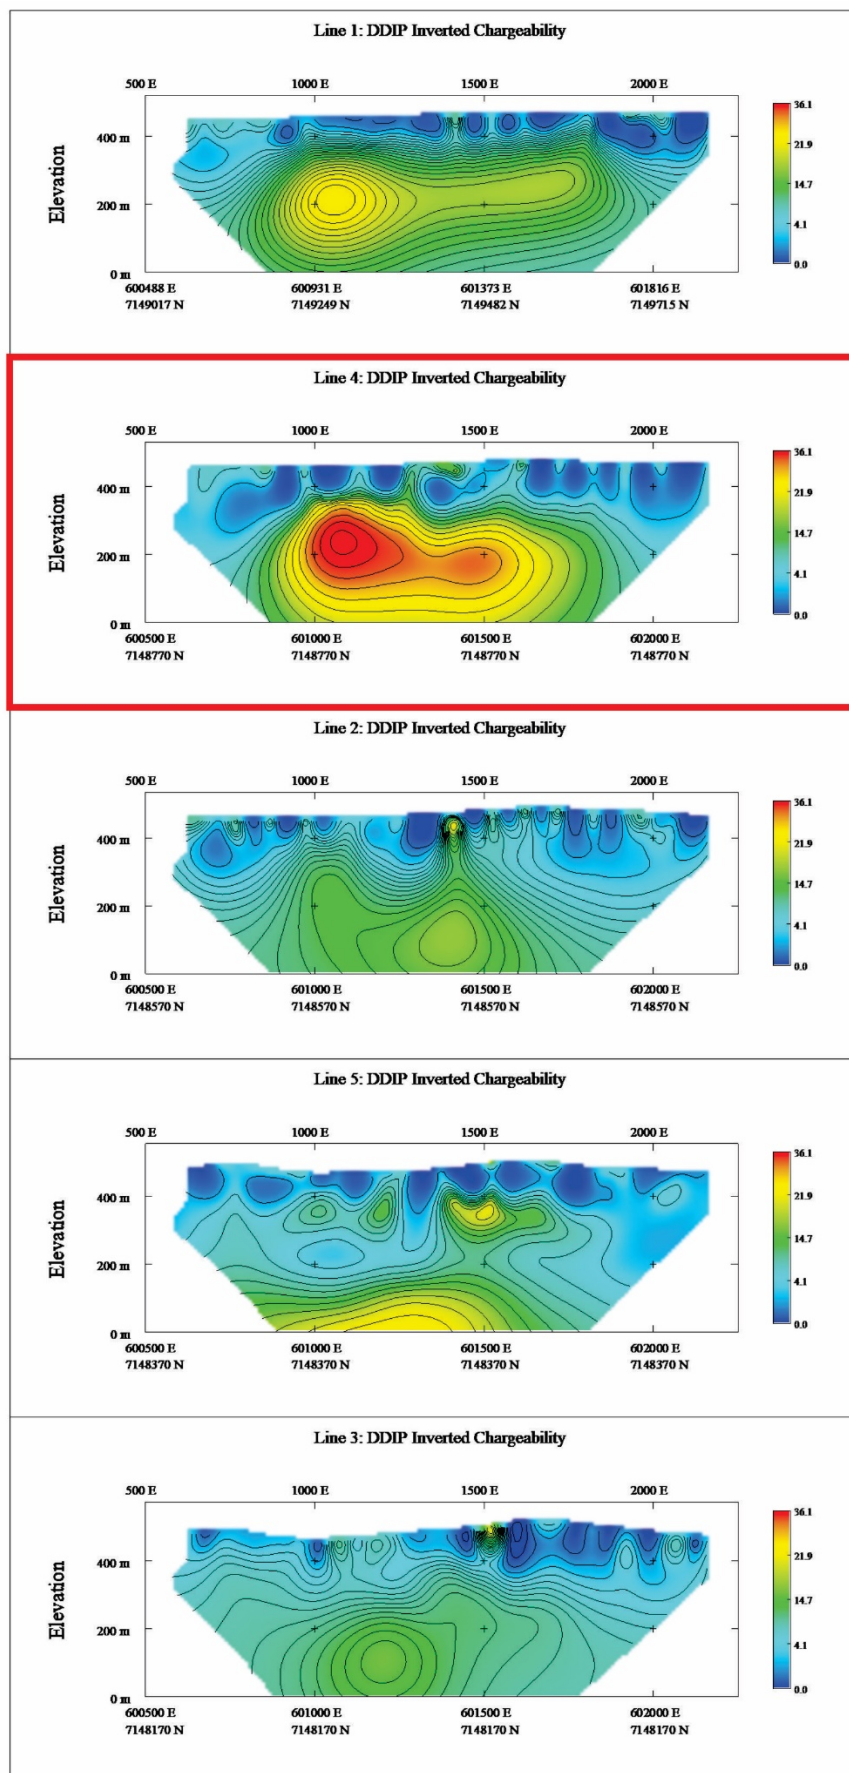 Line 1: DDIP Inverted Chargeability
500 E 1000 E 1500 E 2000 E
36.1
400 m
21.9
Elevation
200 m
14.7
4.1
0 m
0.0
600488 E 600931 E 601373 E 601816 E
7149017 N 7149249 N 7149482 N 7149715 N
Line 4: DDIP Inverted Chargeability
500 E 1000 E 1500 E 2000 E
36.1
400 m
21.9
Elevation
200 m
14.7
4.1
0 m
0.0
600500 E 601000 E 601500 E 602000 E
7148770 N 7148770 N 7148770 N 7148770 N
Line 2: DDIP Inverted Chargeability
500 E 1000 E 1500 E 2000 E
36.1
400 m
21.9
Elevation
200 m
14.7
4.1
0 m
0.0
600500 E 601000 E 601500 E 602000 E
7148570 N 7148570 N 7148570 N 7148570 N
Line 5: DDIP Inverted Chargeability
500 E 1000 E 1500 E 2000 E
36.1
400 m
21.9
Elevation
200 m
14.7
4.1
0 m
0.0
600500 E 601000 E 601500 E 602000 E
7148370 N 7148370 N 7148370 N 7148370 N
Line 3: DDIP Inverted Chargeability
500 E 1000 E 1500 E 2000 E
36.1
400 m
21.9
Elevation
200 m
14.7
4.1
0 m
0.0
600500 E 601000 E 601500 E 602000 E
7148170 N 7148170 N 7148170 N 7148170 N